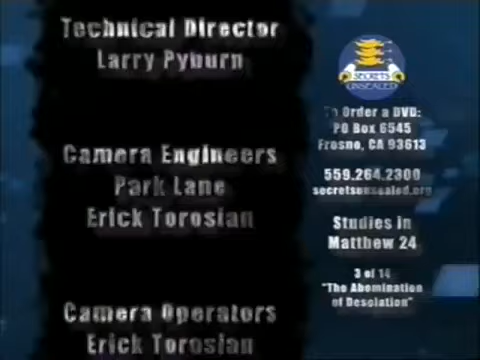 Technical Director
Larry Pyburn
Camera Engineers
Park Lane
Erick Torosian
Camera Operators
Erick Torosian
SECRETS
UNSEALED
To Order a DVD:
PO Box 6545
Fresno, CA 93613
559.264.2300
secretsunsealed.org
Studies in
Matthew 24
3 of 14
"The Abomination
of Desolation"